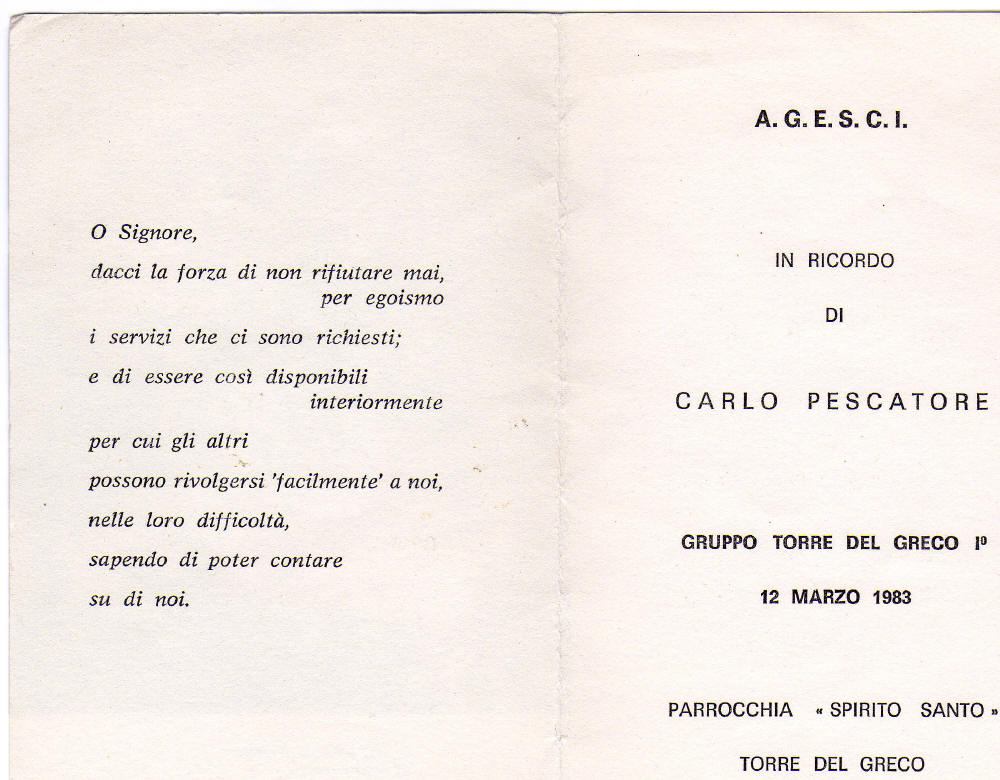 O Signore,
dacci la forza di non rifiutare mai,
per egoismo
i servizi che ci sono richiesti;
e di essere così disponibili
interiormente
per cui gli altri
possono rivolgersi 'facilmente' a noi,
nelle loro difficoltà,
sapendo di poter contare
su di noi.
A. G. E. S. C. I.
IN RICORDO
DI
CARLO PESCATORE
GRUPPO TORRE DEL GRECO Iº
12 MARZO 1983
PARROCCHIA « SPIRITO SANTO »
TORRE DEL GRECO